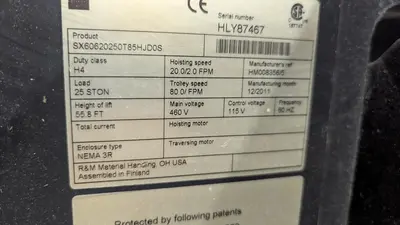 CE
Serial number
HLY87467
Product
SX60620250T85HJD0S
Duty class
H4
Hoisting speed
20.0/2.0 FPM
Manufacturer's ref
Load
25 STON
Trolley speed
80.0/ FPM
Manufacturing month
12/2011
Height of lift
55.8 FT
Main voltage
460 V
Control voltage
115 V
Frequency
60 HZ
Total current
Hoisting motor
Enclosure type
NEMA 3R
Traversing motor
R&M Material Handling, OH USA
Assembled in Finland
Protected by following patents